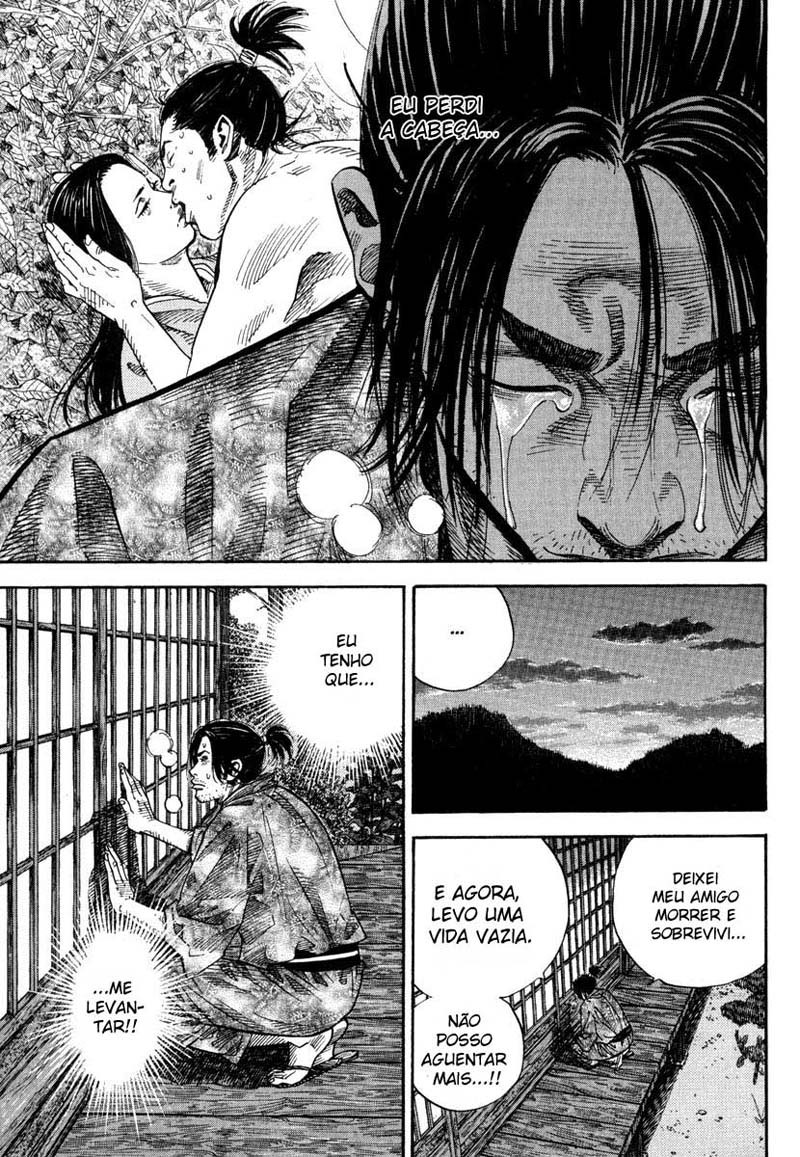 EU PERDI
A CABEÇA...
...
DEIXEI
MEU AMIGO
MORRER E
SOBREVIVI...
E AGORA,
LEVO UMA
VIDA VAZIA.
NÃO
POSSO
AGUENTAR
MAIS...!!
EU
TENHO
QUE...
...ME
LEVAN-
TAR!!